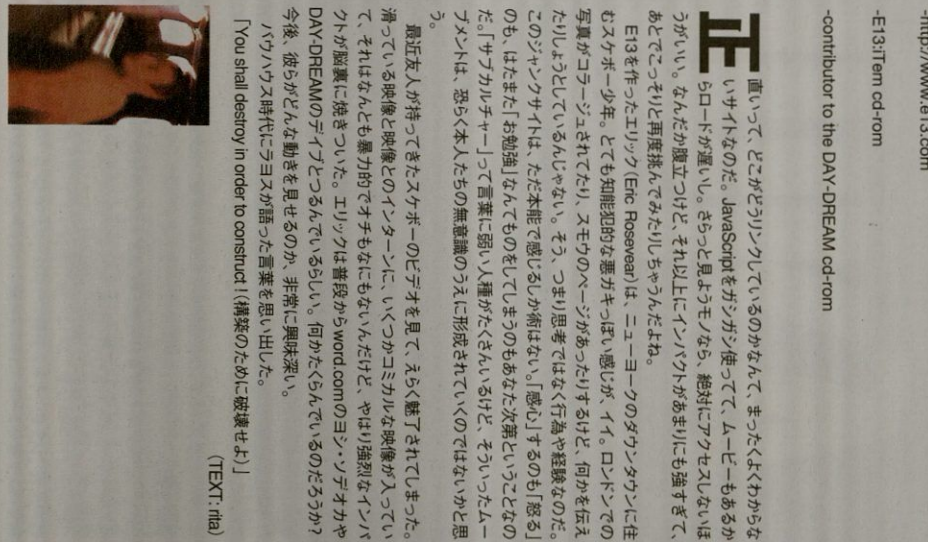 -http://www.e13.com
-E13:iTem cd-rom
-contributor to the DAY-DREAM cd-rom
正直いって、どこがどうリンクしているのかなんて、まったくよくわからな
いサイトなのだ。JavaScriptをガシガシ使ってて、ムービーもあるか
らロードが遅いし。さらっと見ようモノなら、絶対にアクセスしないほ
うがいい。なんだか腹立つけど、それ以上にインパクトがあまりにも強すぎて、
あとでこっそりと再度挑んでみたりしちゃうんだよね。
E13を作ったエリック(Eric Rosevear)は、ニューヨークのダウンタウンに住
むスケボー少年。とても知能犯的な悪ガキっぽい感じが、イイ。ロンドンでの
写真がコラージュされてたり、スモウのページがあったりするけど、何かを伝え
たりしょうとしているんじゃない。そう、つまり思考ではなく行為や経験なのだ。
このジャンクサイトは、ただ本能で感じるしか術はない。「感心」するのも「怒る」
のも、はたまた「お勉強」なんてものをしてしまうのもあなた次第ということなの
だ。「サブカルチャー」って言葉に弱い人種がたくさんいるけど、そういったムー
ブメントは、恐らく本人たちの無意識のうえに形成されていくのではないかと思
う。
最近友人が持ってきたスケボーのビデオを見て、えらく魅了されてしまった。
滑っている映像と映像とのインターンに、いくつかコミカルな映像が入ってい
て、それはなんとも暴力的でオチもなにもないんだけど、やはり強烈なインパ
クトが脳裏に焼きついた。エリックは普段からword.comのヨシ・ソデオカや
DAY-DREAMのデイブとつるんでいるらしい。何かたくらんでいるのだろうか?
今後、彼らがどんな動きを見せるのか、非常に興味深い。
バウハウス時代にラヨスが語った言葉を思い出した。
「You shall destroy in order to construct !(構築のために破壊せよ)」
(TEXT : rita)